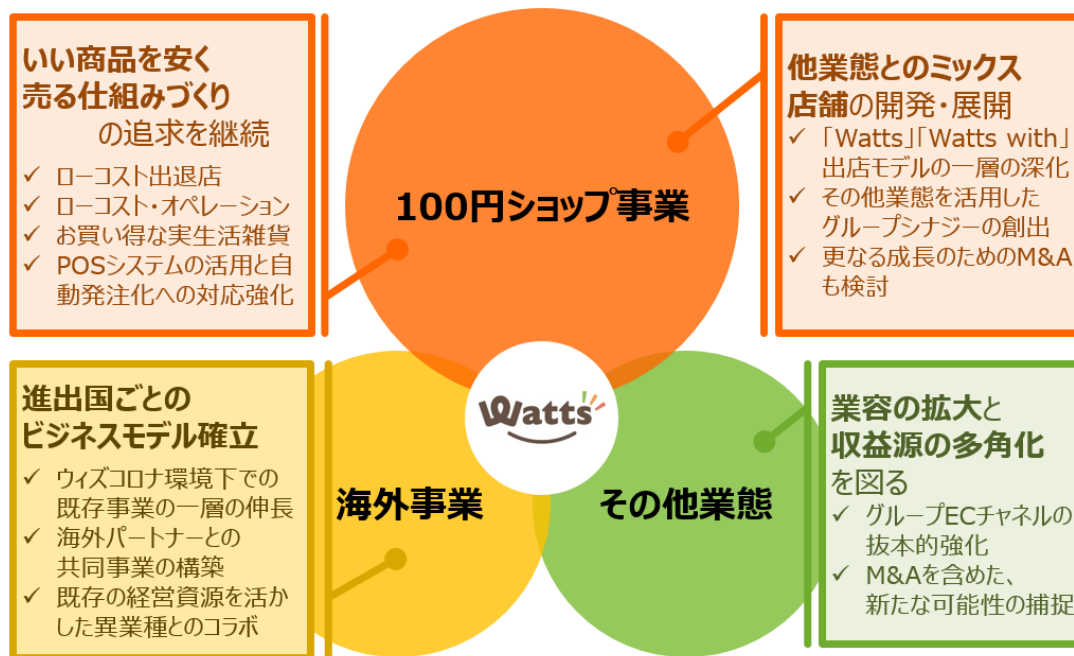 いい商品を安く
売る仕組みづくり
の追求を継続
✓ ローコスト出退店
✓ ローコスト・オペレーション
✓ お買い得な実生活雑貨
✓ POSシステムの活用と自
動発注化への対応強化
100円ショップ事業
他業態とのミックス
店舗の開発・展開
✓ 「Watts」「Watts with」
出店モデルの一層の深化
✓ その他業態を活用した
グループシナジーの創出
✓ 更なる成長のためのM&A
も検討
Watts
進出国ごとの
ビジネスモデル確立
✓ ウィズコロナ環境下での
既存事業の一層の伸長
✓ 海外パートナーとの
共同事業の構築
✓ 既存の経営資源を活か
した異業種とのコラボ
海外事業
その他業態
業容の拡大と
収益源の多角化
を図る
✓ グループECチャネルの
抜本的強化
✓ M&Aを含めた、
新たな可能性の捕捉